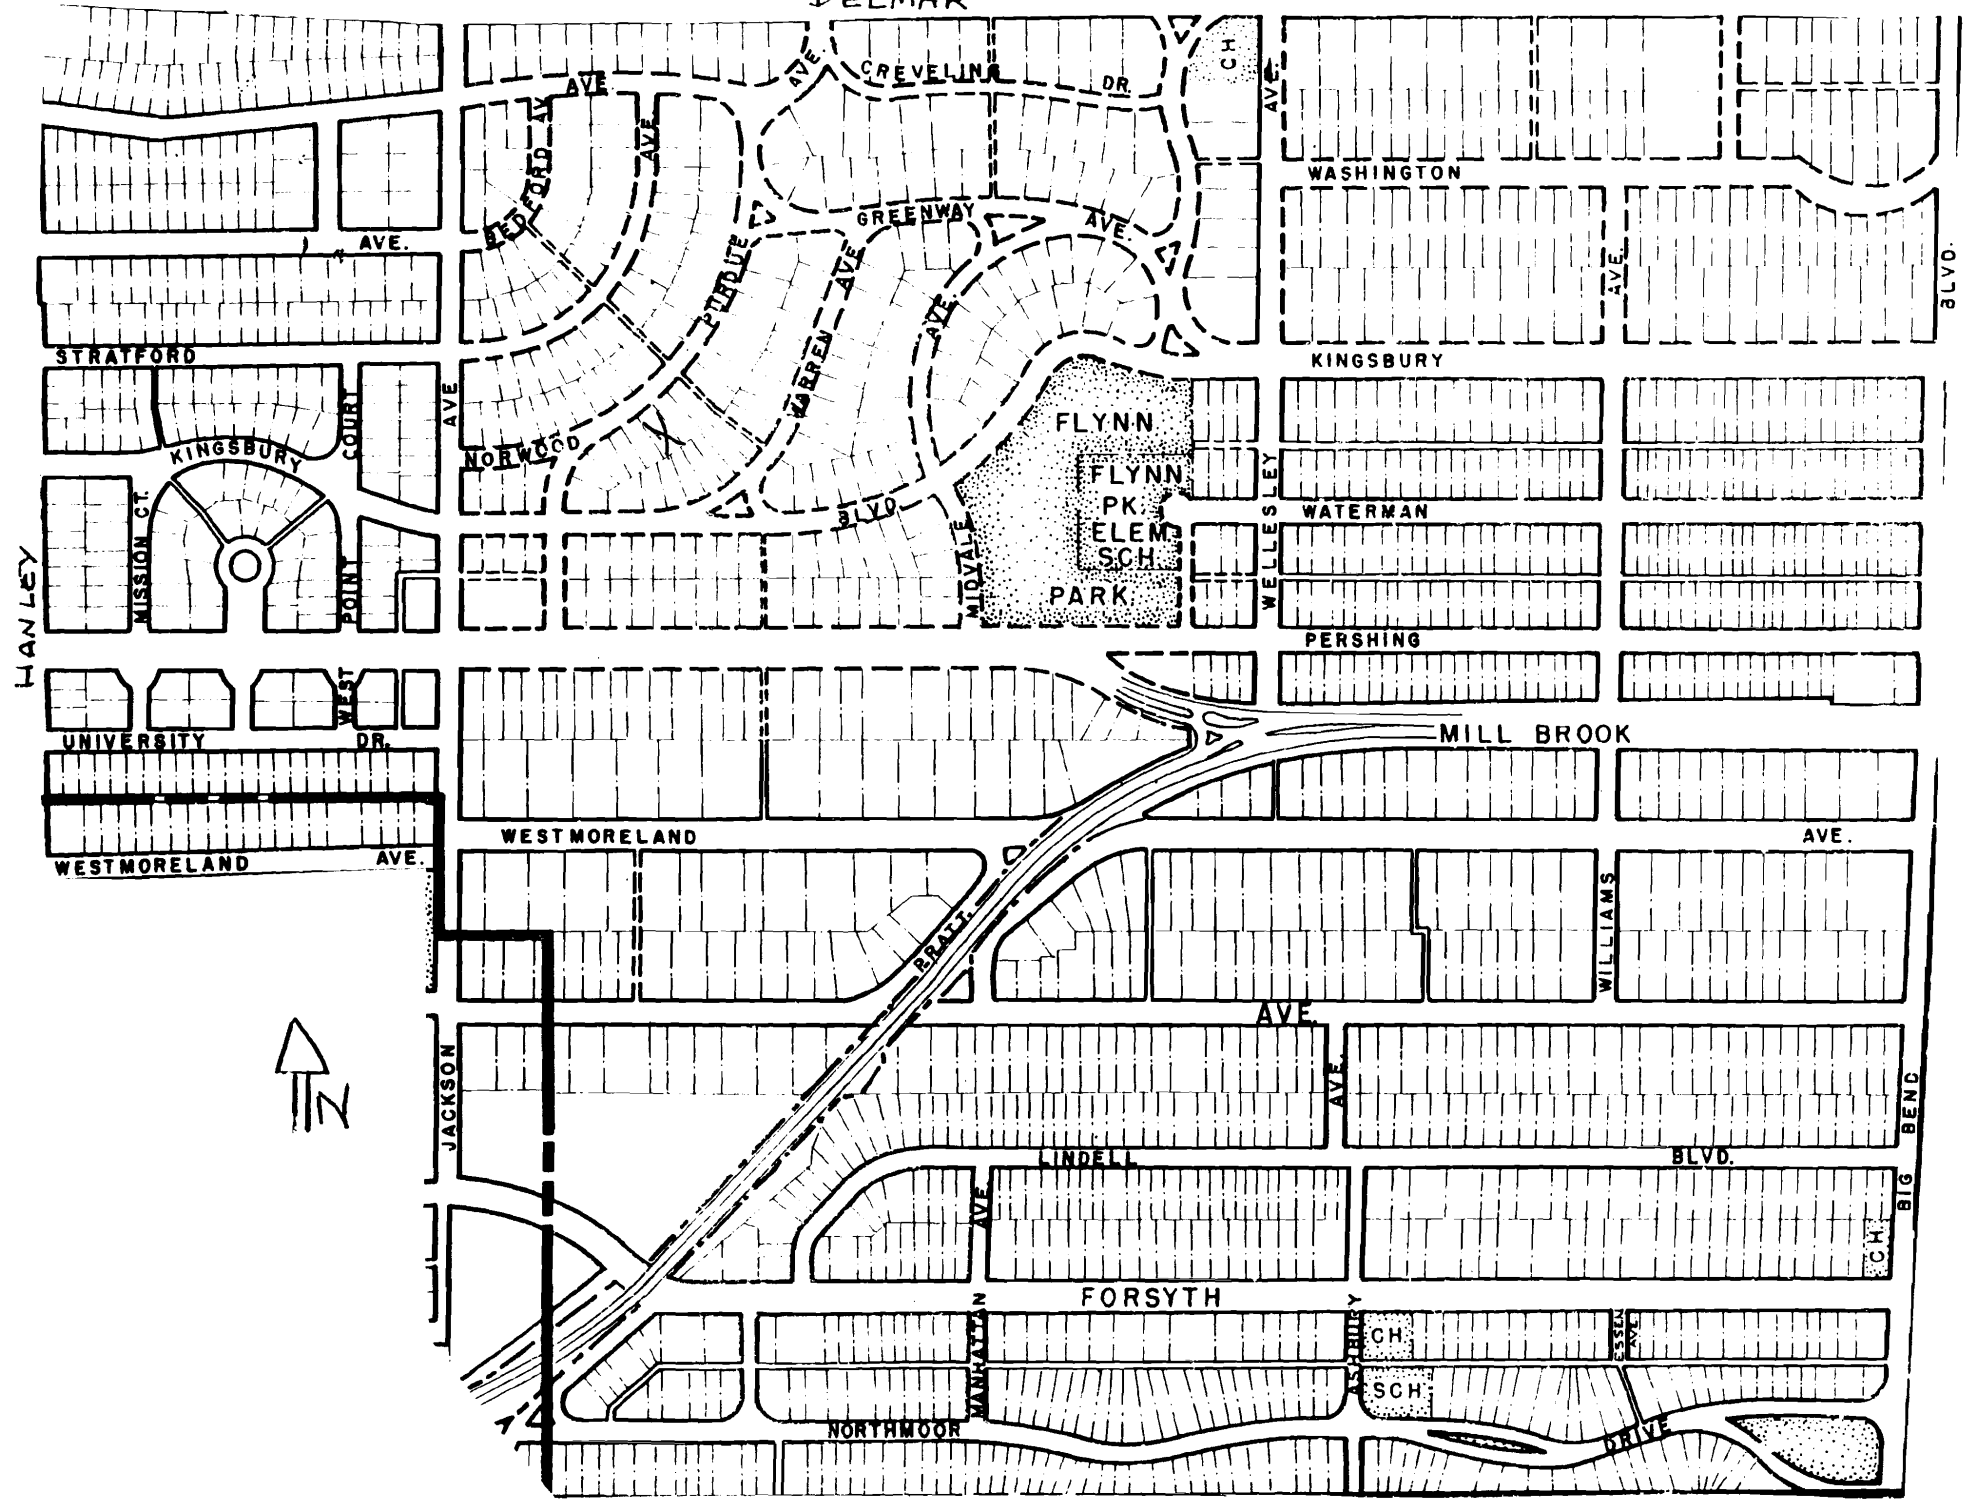 DELMAR
AVE.
CREVELING
DR.
AVE.
CH
AVE.
AVE.
BEDFORD AV.
WASHINGTON
AVE.
GREENWAY
AVE.
PURDUE
AVE.
AVE.
AVE.
BLVD.
WARREN
STRATFORD
KINGSBURY
AVE
COURT
FLYNN
NORWOOD
KINGSBURY
FLYNN
PK.
ELEM
SCH.
PARK
WELLESLEY
WATERMAN
BLVD.
MISSION CT.
HANLEY
POINT
WEST
MIDVALE
PERSHING
UNIVERSITY DR.
MILL BROOK
WESTMORELAND
AVE.
WESTMORELAND AVE.
WILLIAMS
PRATT
AVE.
N
JACKSON
AVE.
BIG BEND
LINDELL
BLVD.
AVE.
CH.
FORSYTH
MANHATTAN
ASHBURY
CH.
ESSEN
AVE.
SCH.
NORTHMOOR
DRIVE